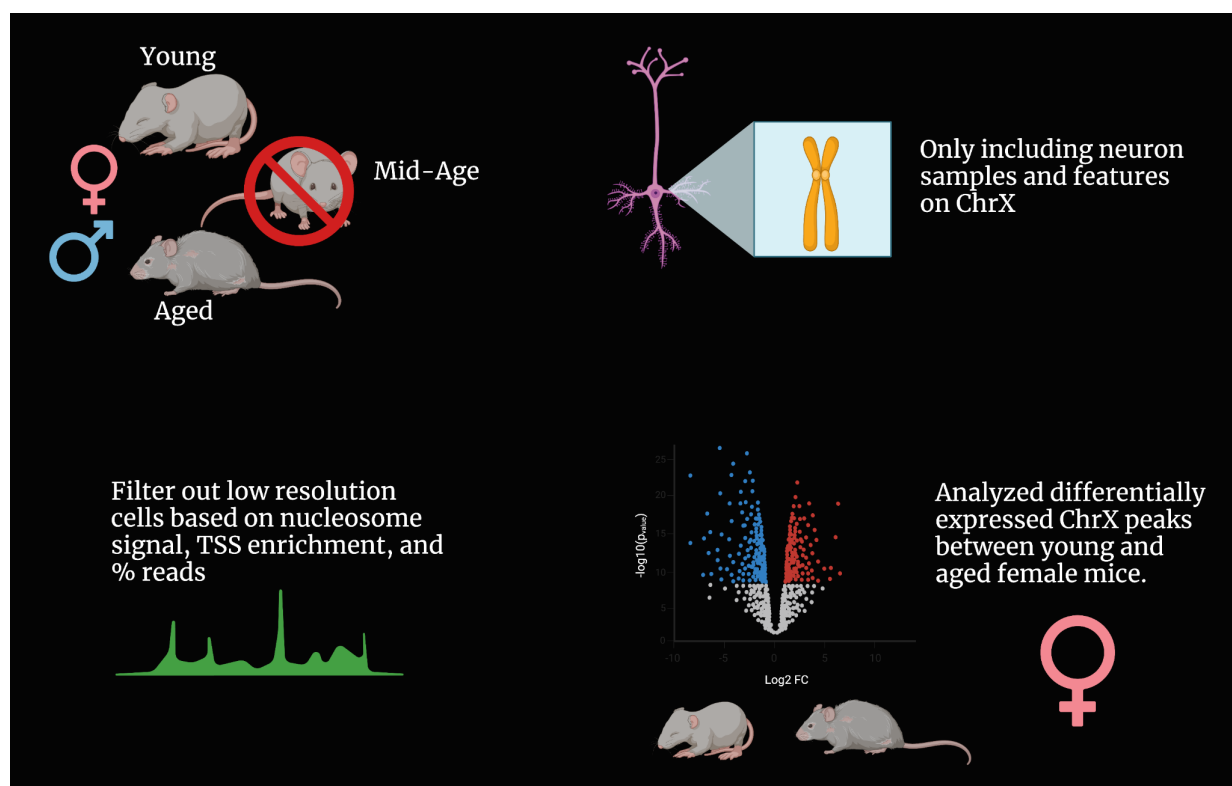 Young
Mid-Age
Aged
Only including neuron
samples and features
on ChrX
Filter out low resolution
cells based on nucleosome
signal, TSS enrichment, and
% reads
25
20
15
10
5
0
-10
-5
0
5
10
-log10(pvalue)
Log2 FC
Analyzed differentially
expressed ChrX peaks
between young and
aged female mice.